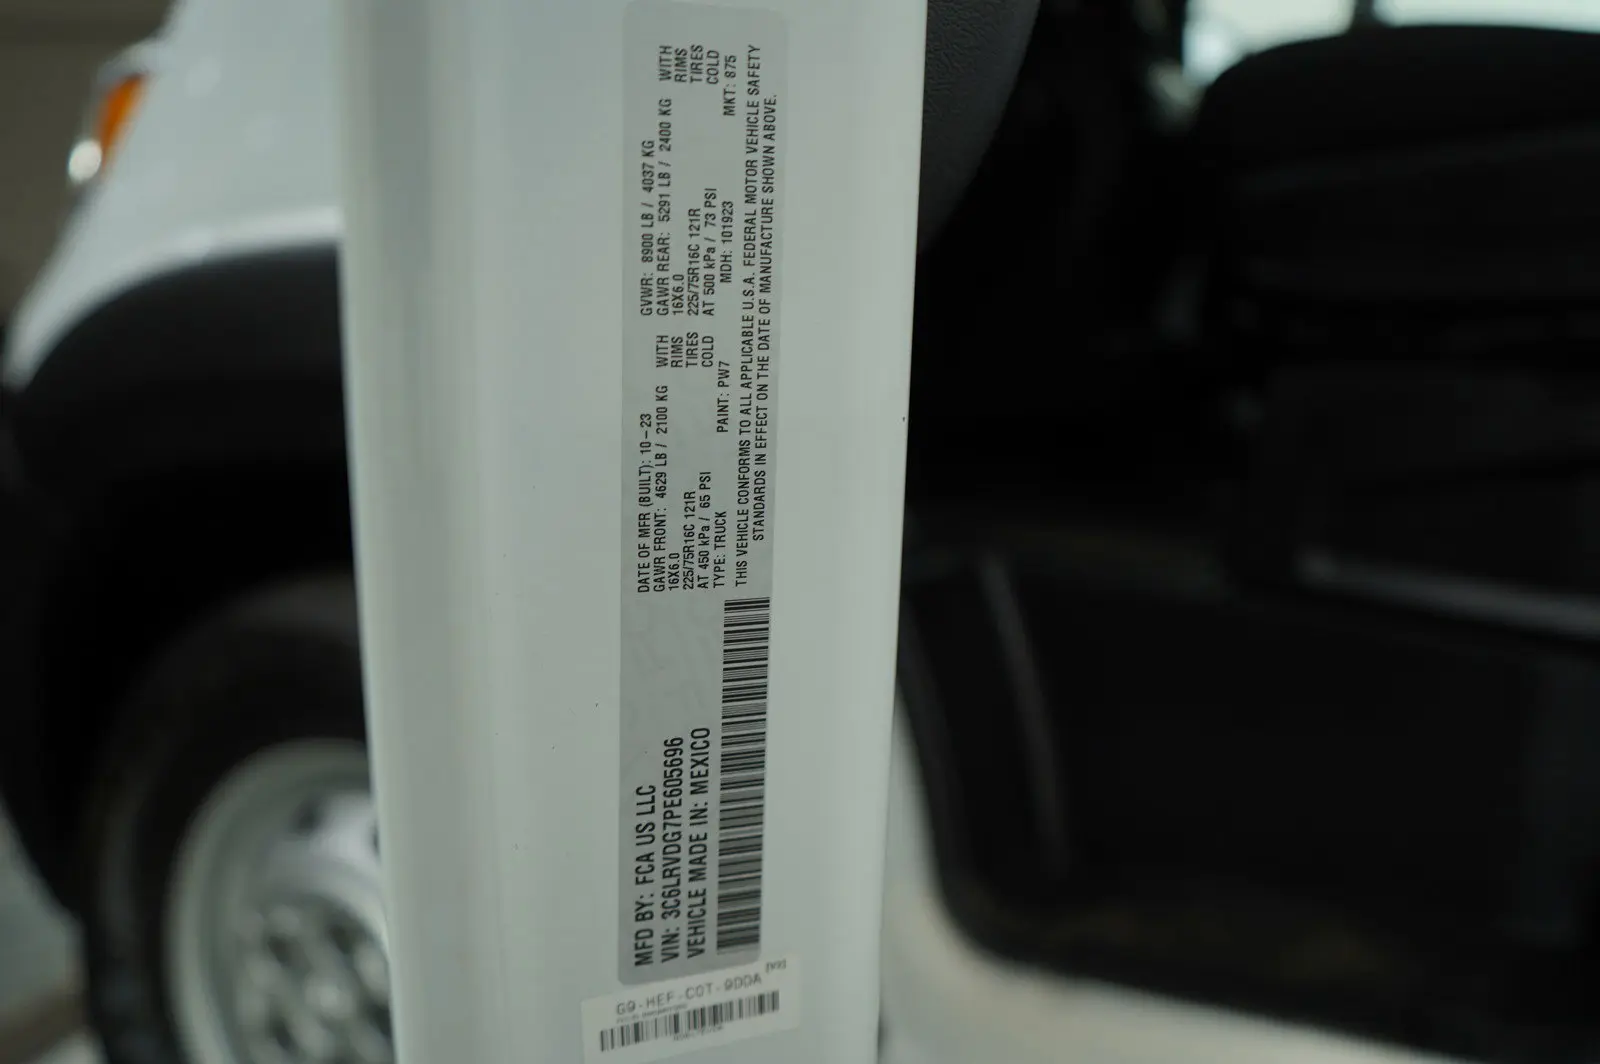 MFD BY: FCA US LLC
VIN: 3C6LRVDG7PE605696
VEHICLE MADE IN: MEXICO
DATE OF MFR (BUILT): 10-23 GVWR: 8900 LB / 4037 KG
GAWR FRONT: 4629 LB / 2100 KG WITH GAWR REAR: 5291 LB / 2400 KG WITH
16X6.0 RIMS 16X6.0 RIMS
225/75R16C 121R TIRES 225/75R16C 121R TIRES
AT 450 kPa / 65 PSI COLD AT 500 kPa / 73 PSI COLD
TYPE: TRUCK PAINT: PW7 MDH: 101923 MKT: 875
THIS VEHICLE CONFORMS TO ALL APPLICABLE U.S.A. FEDERAL MOTOR VEHICLE SAFETY
STANDARDS IN EFFECT ON THE DATE OF MANUFACTURE SHOWN ABOVE.
G9-HEF-COT-9DDA